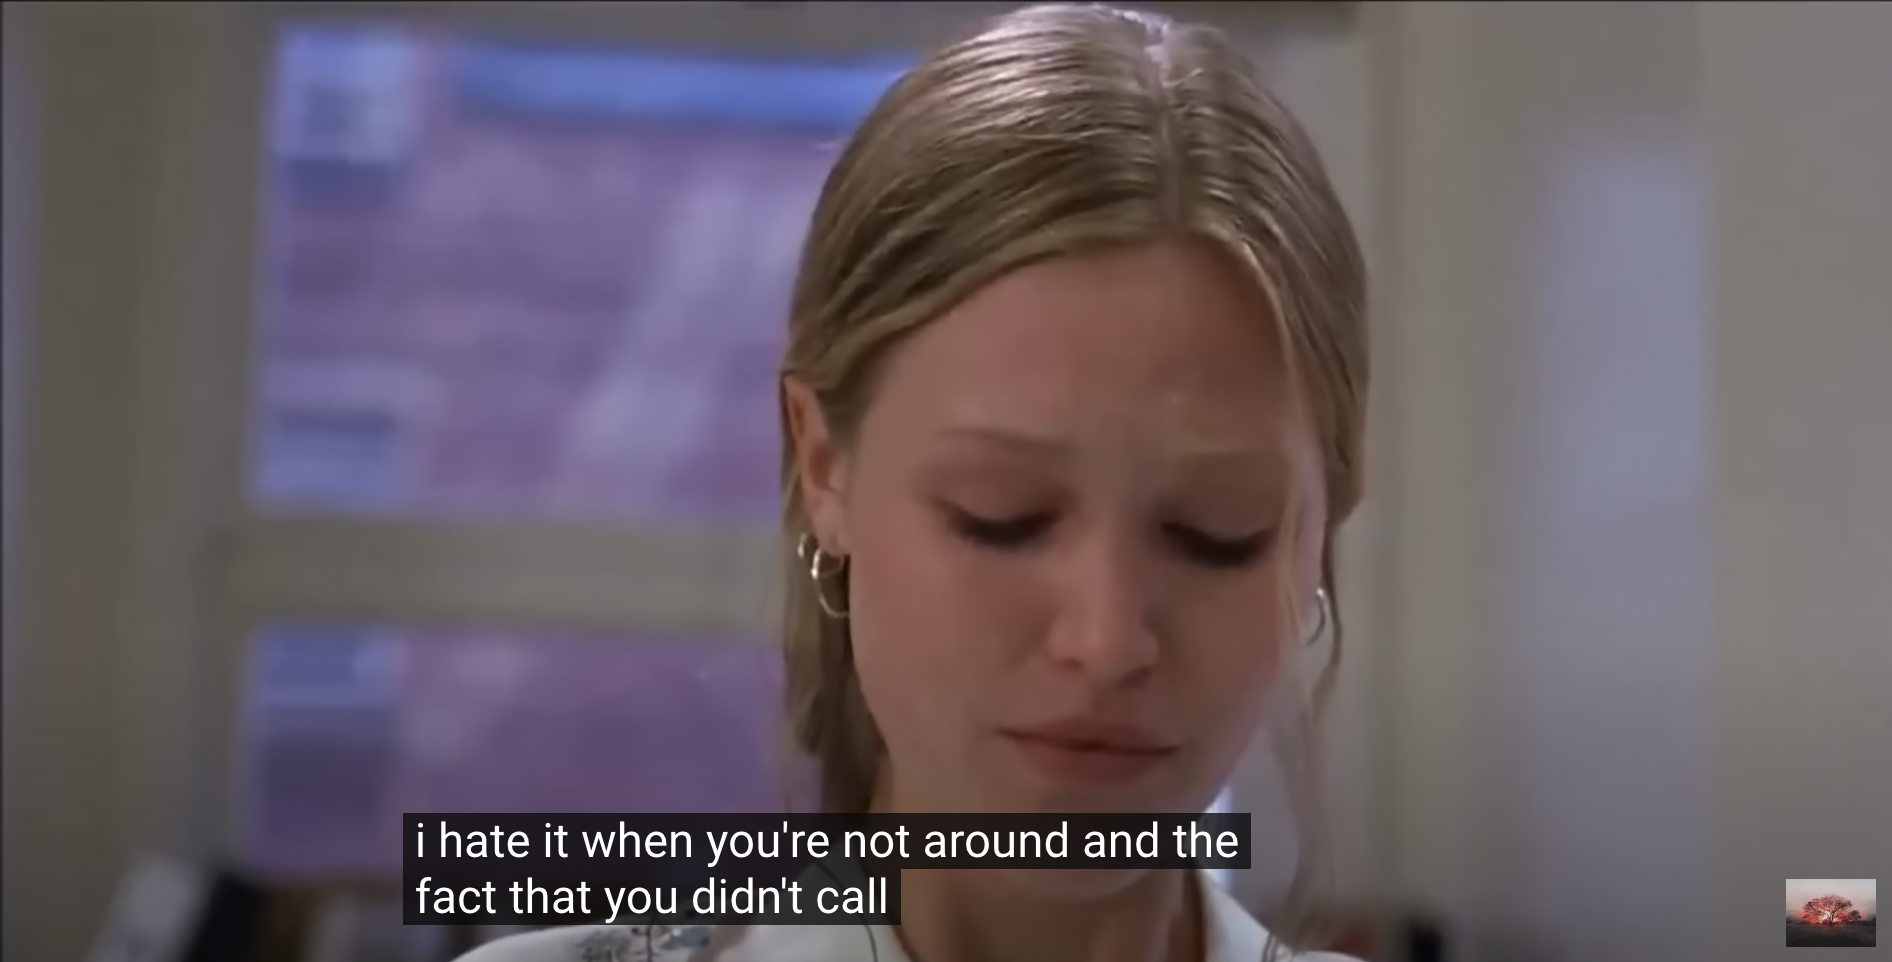 i hate it when you're not around and the
fact that you didn't call